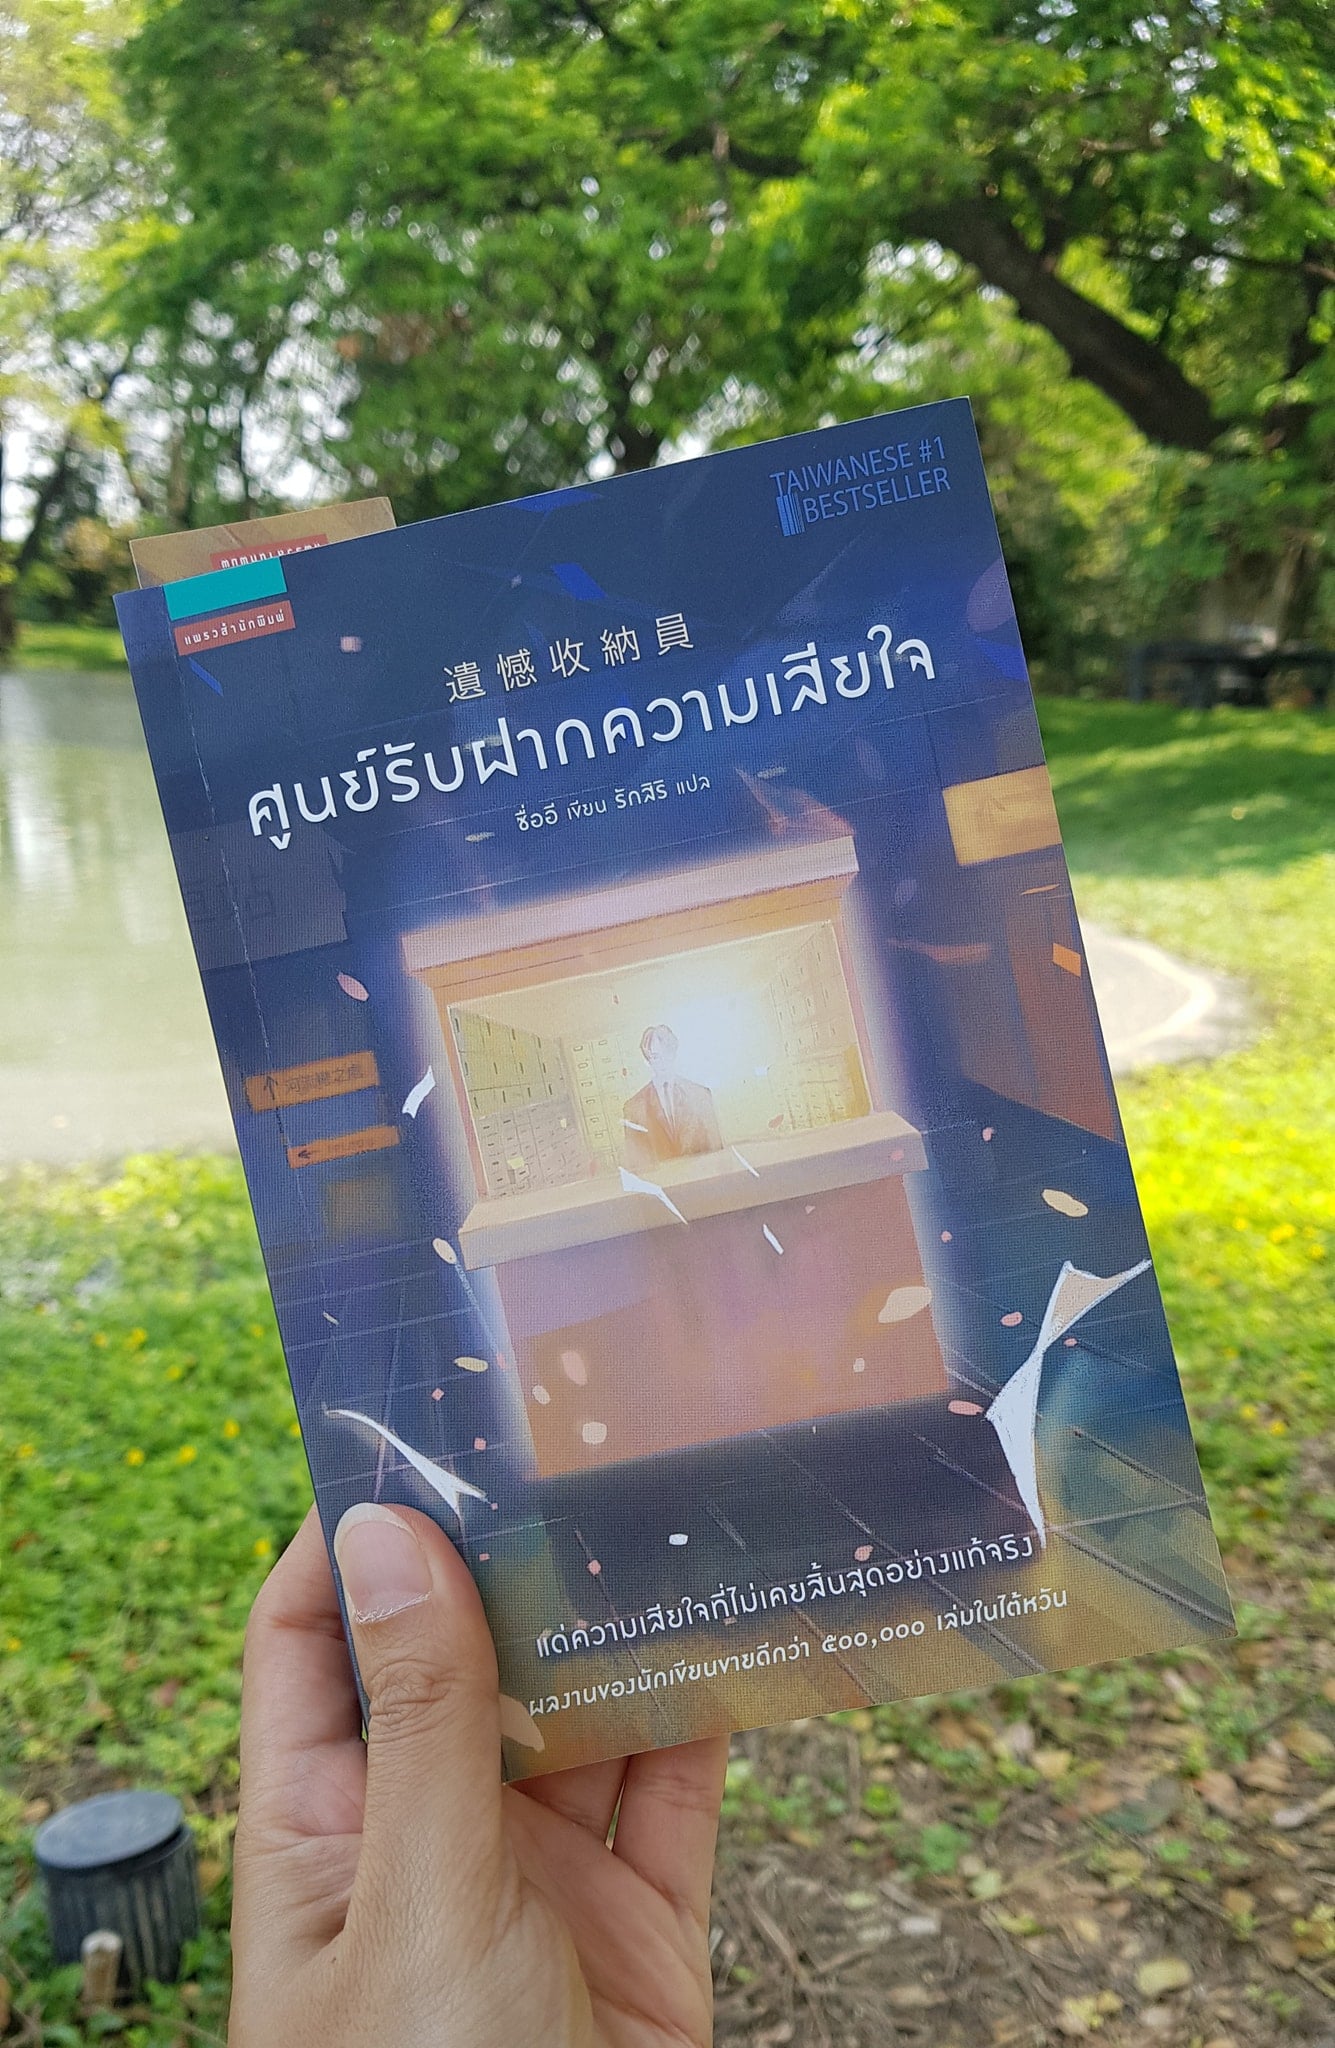 TAIWANESE #1
BESTSELLER
แพรวสำนักพิมพ์
遺憾收納員
ศูนย์รับฝากความเสียใจ
ซื่ออี เขียน รักสิริ แปล
แด่ความเสียใจที่ไม่เคยสิ้นสุดอย่างแท้จริง
ผลงานของนักเขียนขายดีกว่า ๕๐๐,๐๐๐ เล่มในไต้หวัน